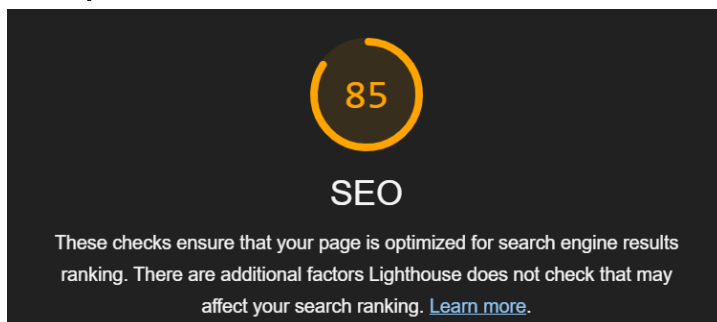 85
SEO
These checks ensure that your page is optimized for search engine results
ranking. There are additional factors Lighthouse does not check that may
affect your search ranking. Learn more.